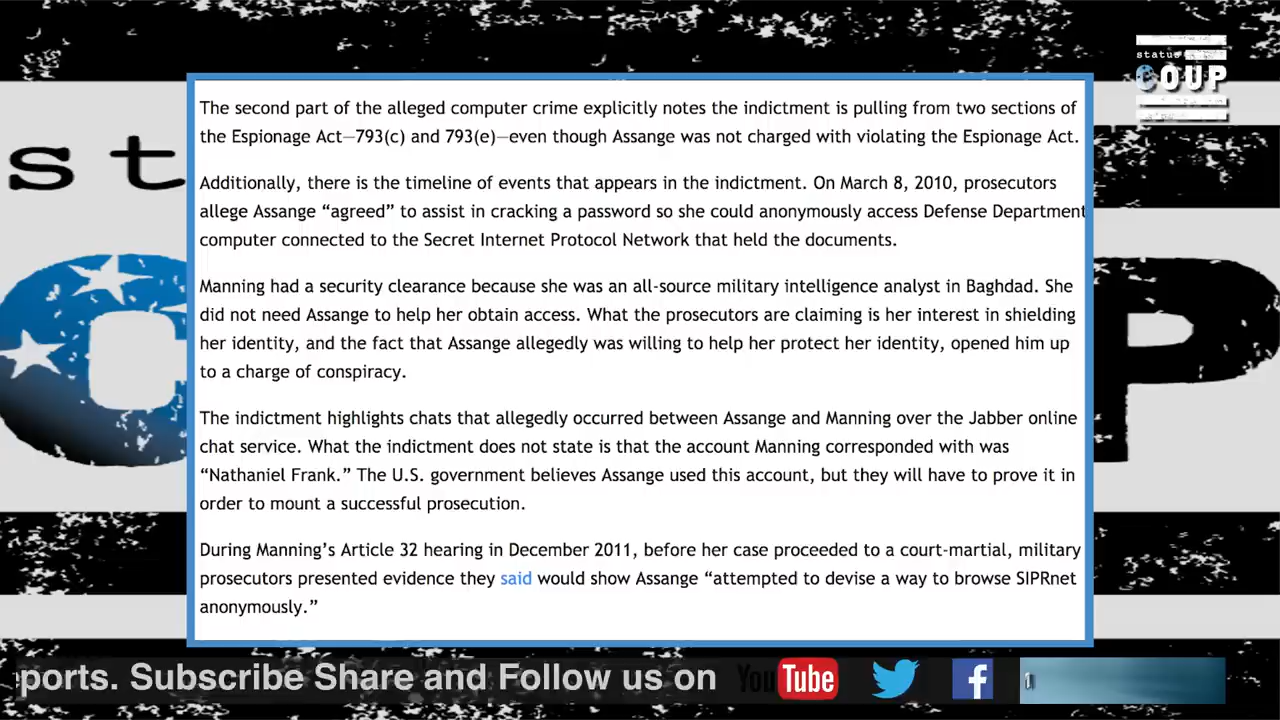 status
COUP
The second part of the alleged computer crime explicitly notes the indictment is pulling from two sections of
the Espionage Act—793(c) and 793(e)—even though Assange was not charged with violating the Espionage Act.
Additionally, there is the timeline of events that appears in the indictment. On March 8, 2010, prosecutors
allege Assange “agreed” to assist in cracking a password so she could anonymously access Defense Department
computer connected to the Secret Internet Protocol Network that held the documents.
Manning had a security clearance because she was an all-source military intelligence analyst in Baghdad. She
did not need Assange to help her obtain access. What the prosecutors are claiming is her interest in shielding
her identity, and the fact that Assange allegedly was willing to help her protect her identity, opened him up
to a charge of conspiracy.
The indictment highlights chats that allegedly occurred between Assange and Manning over the Jabber online
chat service. What the indictment does not state is that the account Manning corresponded with was
“Nathaniel Frank.” The U.S. government believes Assange used this account, but they will have to prove it in
order to mount a successful prosecution.
During Manning’s Article 32 hearing in December 2011, before her case proceeded to a court-martial, military
prosecutors presented evidence they said would show Assange “attempted to devise a way to browse SIPRnet
anonymously.”
st
C P
ports. Subscribe Share and Follow us on YouTube f